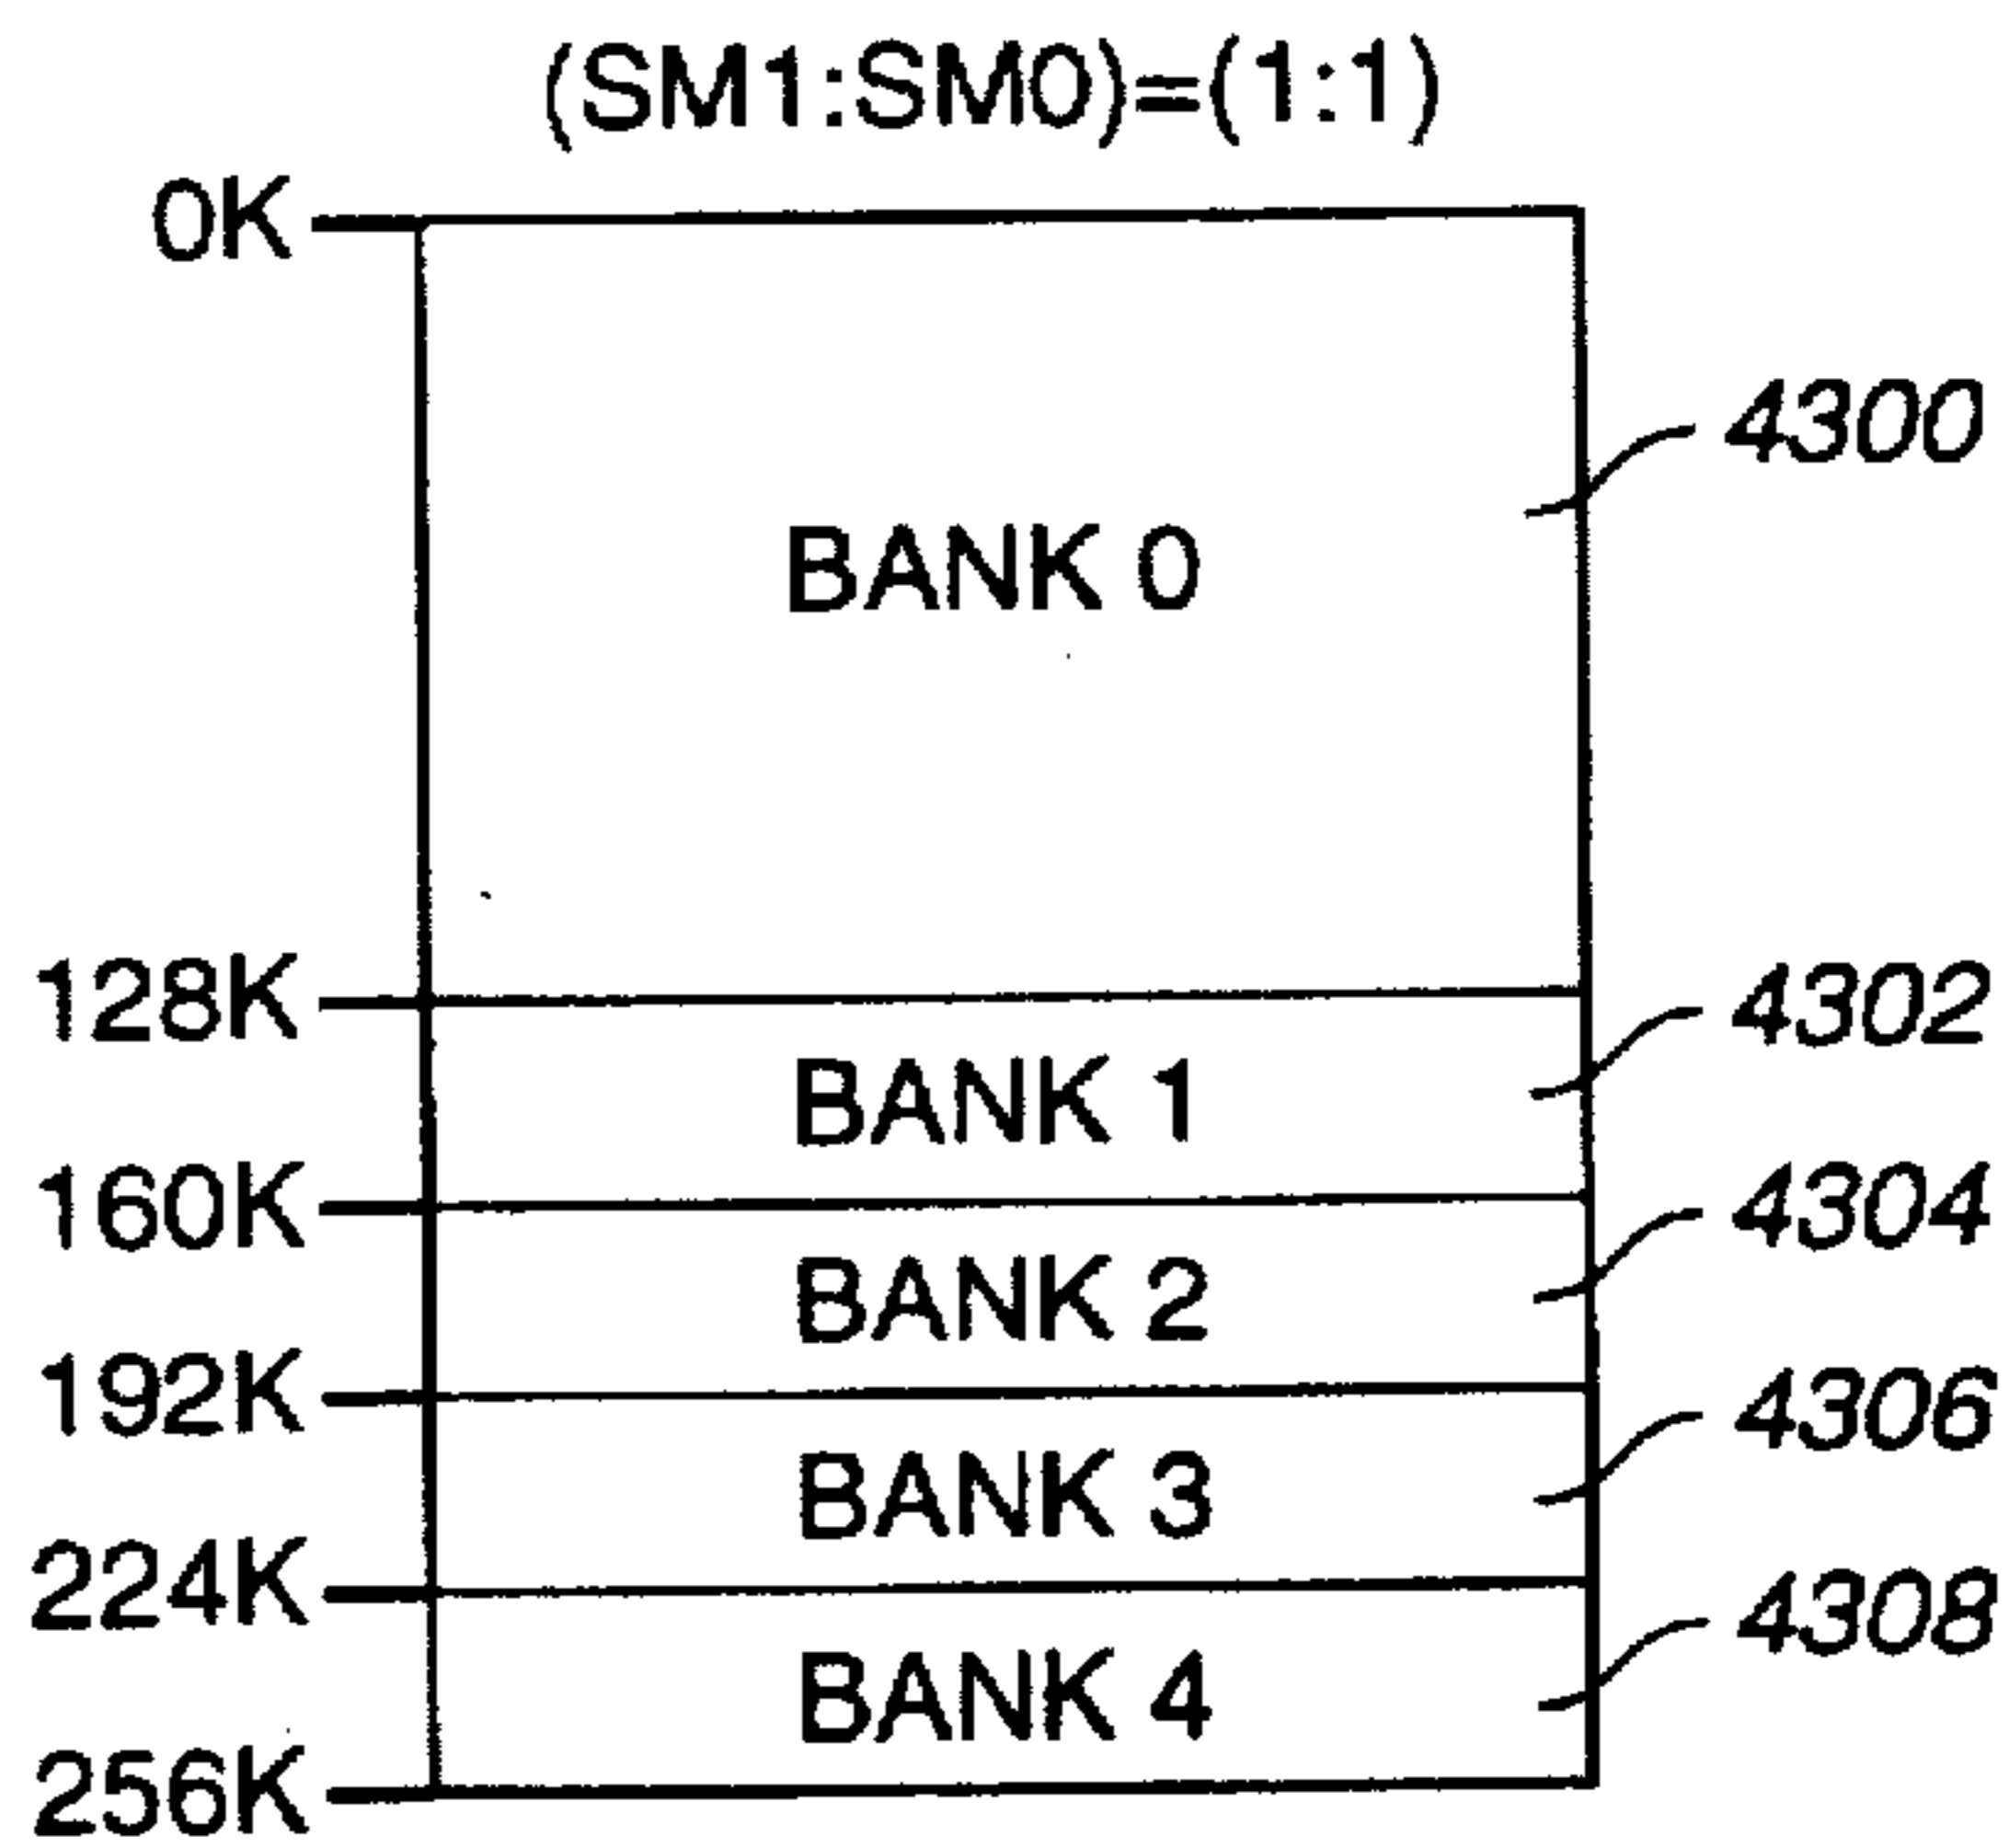 (SM1:SM0)=(1:1)
0K
4300
BANK 0
128K
4302
BANK 1
160K
4304
BANK 2
192K
4306
BANK 3
224K
4308
BANK 4
256K